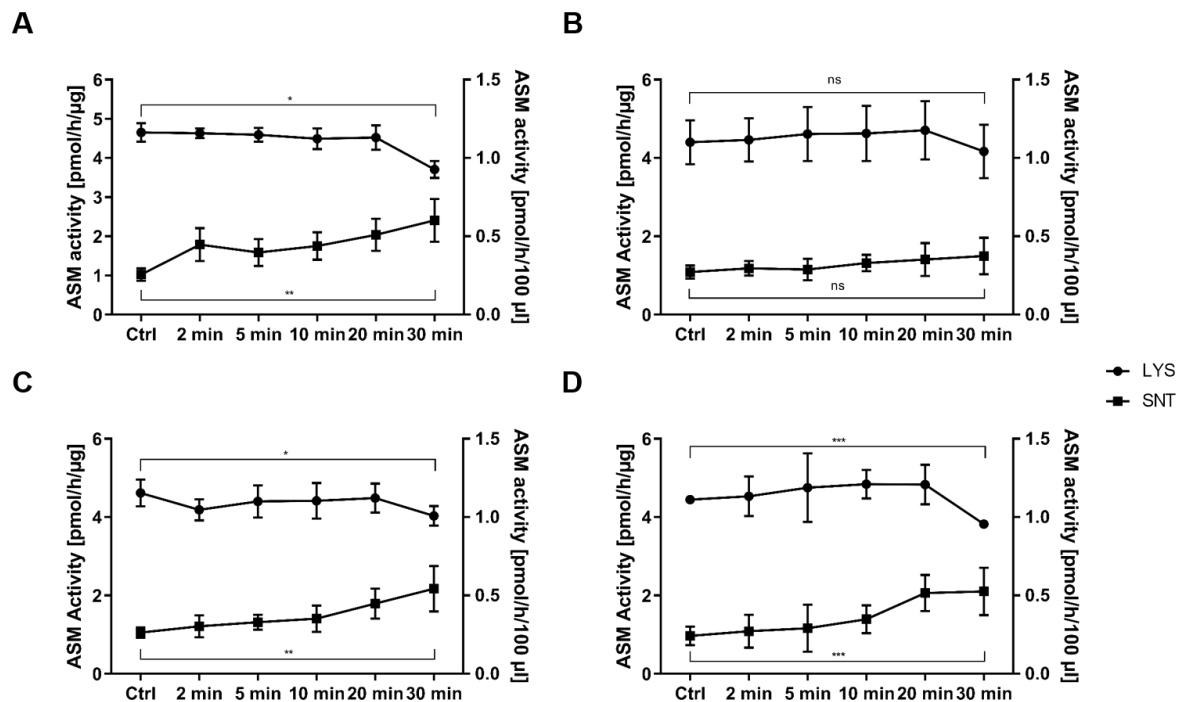 A
ASM activity [pmol/h/µg]
6
5
4
3
2
1
0
*
**
Ctrl 2 min 5 min 10 min 20 min 30 min
1.5
1.0
0.5
0.0
ASM activity [pmol/h/100 µl]
B
ASM Activity [pmol/h/µg]
6
4
2
0
ns
ns
Ctrl 2 min 5 min 10 min 20 min 30 min
1.5
1.0
0.5
0.0
ASM activity [pmol/h/100 µl]
LYS
SNT
C
ASM Activity [pmol/h/µg]
6
4
2
0
*
**
Ctrl 2 min 5 min 10 min 20 min 30 min
1.5
1.0
0.5
0.0
ASM activity [pmol/h/100 µl]
D
ASM Activity [pmol/h/µg]
6
4
2
0
***
***
Ctrl 2 min 5 min 10 min 20 min 30 min
1.5
1.0
0.5
0.0
ASM activity [pmol/h/100 µl]